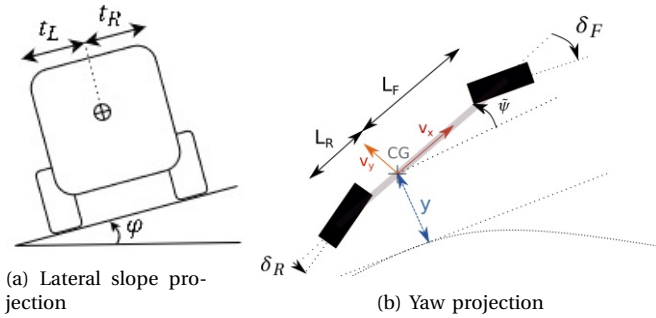 t_L t_R
φ
(a) Lateral slope pro-
jection
δ_F
L_F
ψ̃
L_R
v_x
CG
v_y
y
δ_R
(b) Yaw projection